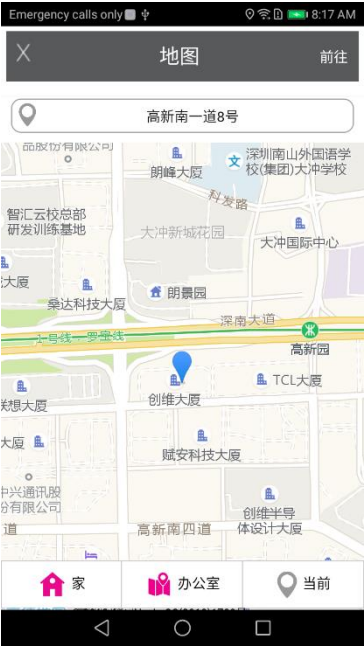 Emergency calls only
8:17 AM
X
地图
前往
高新南一道8号
品股份有限公司
朗峰大厦
文
深圳南山外国语学
校(集团)大冲学校
科发路
智汇云校总部
研发训练基地
大冲新城花园
大冲国际中心
大厦
桑达科技大厦
朗景园
深南大道
1号线(罗宝线
高新园
创维大厦
TCL大厦
联想大厦
大厦
赋安科技大厦
中兴通讯股
份有限公司
创维半导
体设计大厦
道
高新南四道
家
办公室
当前